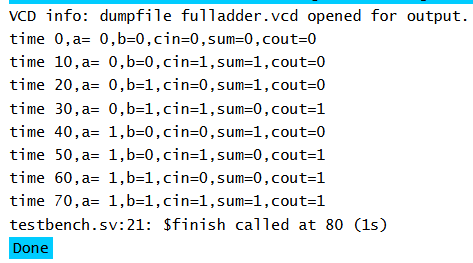 VCD info: dumpfile fulladder.vcd opened for output.
time 0,a= 0,b=0,cin=0,sum=0,cout=0
time 10,a= 0,b=0,cin=1,sum=1,cout=0
time 20,a= 0,b=1,cin=0,sum=1,cout=0
time 30,a= 0,b=1,cin=1,sum=0,cout=1
time 40,a= 1,b=0,cin=0,sum=1,cout=0
time 50,a= 1,b=0,cin=1,sum=0,cout=1
time 60,a= 1,b=1,cin=0,sum=0,cout=1
time 70,a= 1,b=1,cin=1,sum=1,cout=1
testbench.sv:21: $finish called at 80 (1s)
Done